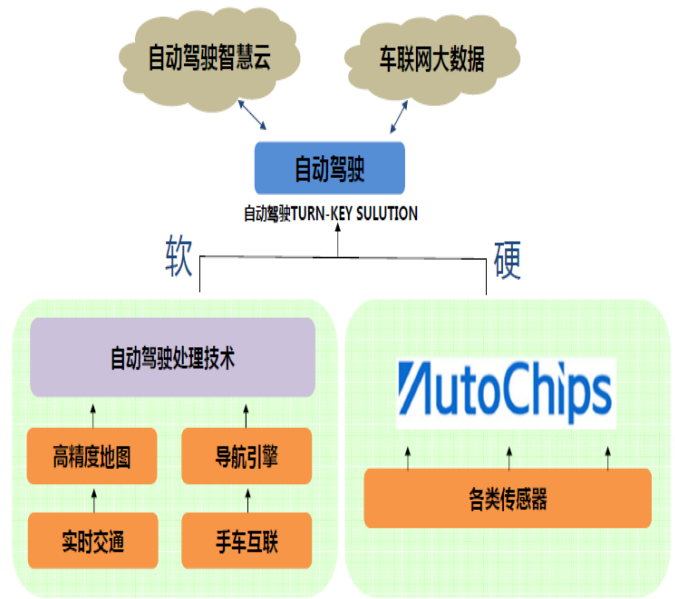 自动驾驶智慧云
车联网大数据
自动驾驶
自动驾驶TURN-KEY SULUTION
软
硬
自动驾驶处理技术
AutoChips
高精度地图
导航引擎
各类传感器
实时交通
手车互联